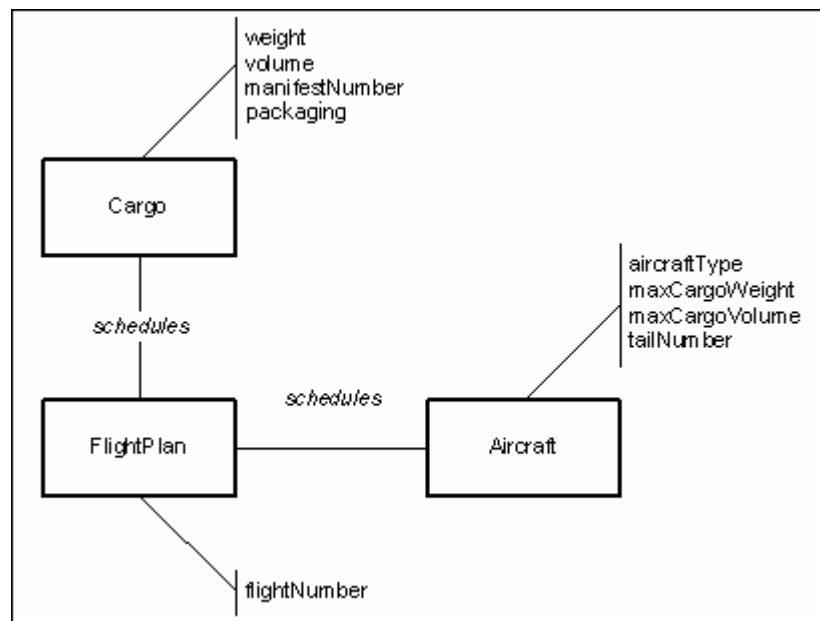 weight
volume
manifestNumber
packaging
Cargo
schedules
aircraftType
maxCargoWeight
maxCargoVolume
tailNumber
schedules
FlightPlan
Aircraft
flightNumber